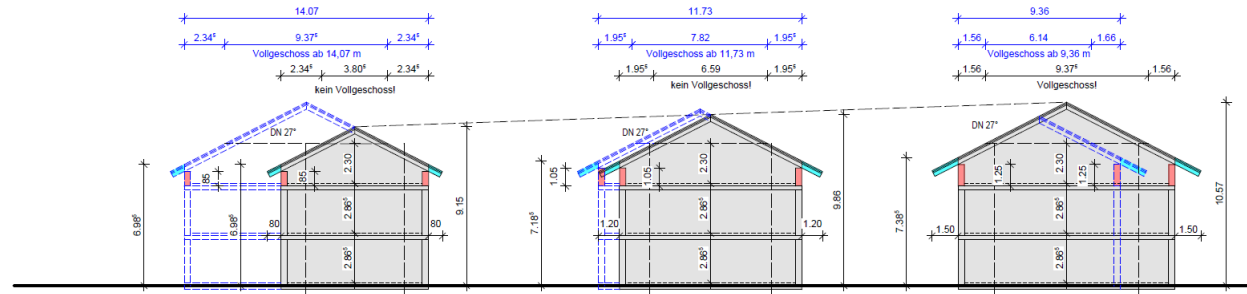 14.07
2.34⁵ 9.37⁵ 2.34⁵
Vollgeschoss ab 14,07 m
2.34⁵ 3.80⁶ 2.34⁵
kein Vollgeschoss!
DN 27°
6.98⁵
85
6.98⁵
85
2.30
80
2.86⁵
80
2.86⁵
9.15
11.73
1.95⁵ 7.82 1.95⁵
Vollgeschoss ab 11,73 m
1.95⁵ 6.59 1.95⁵
kein Vollgeschoss!
DN 27°
7.18⁵
1.05
1.05
2.30
1.20
2.86⁵
1.20
2.86⁵
9.86
9.36
1.56 6.14 1.66
Vollgeschoss ab 9,36 m
1.56 9.37⁵ 1.56
Vollgeschoss!
DN 27°
7.38⁵
1.25
1.25
2.30
1.50
2.86⁵
1.50
2.86⁵
10.57